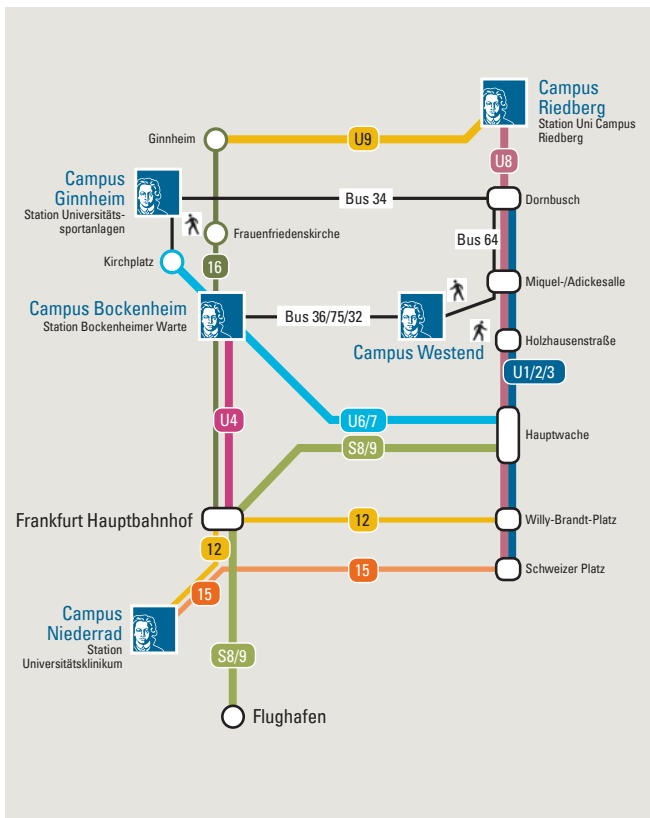 Campus
Riedberg
Station Uni Campus
Riedberg
Ginnheim
U9
U8
Campus
Ginnheim
Station Universitäts-
sportanlagen
Bus 34
Dornbusch
Frauenfriedenskirche
Bus 64
Kirchplatz
16
Miquel-/Adickesalle
Campus Bockenheim
Station Bockenheimer Warte
Bus 36/75/32
Campus Westend
Holzhausenstraße
U1/2/3
U4
U6/7
Hauptwache
S8/9
Frankfurt Hauptbahnhof
12
Willy-Brandt-Platz
12
15
Schweizer Platz
15
Campus
Niederrad
Station
Universitätsklinikum
S8/9
Flughafen